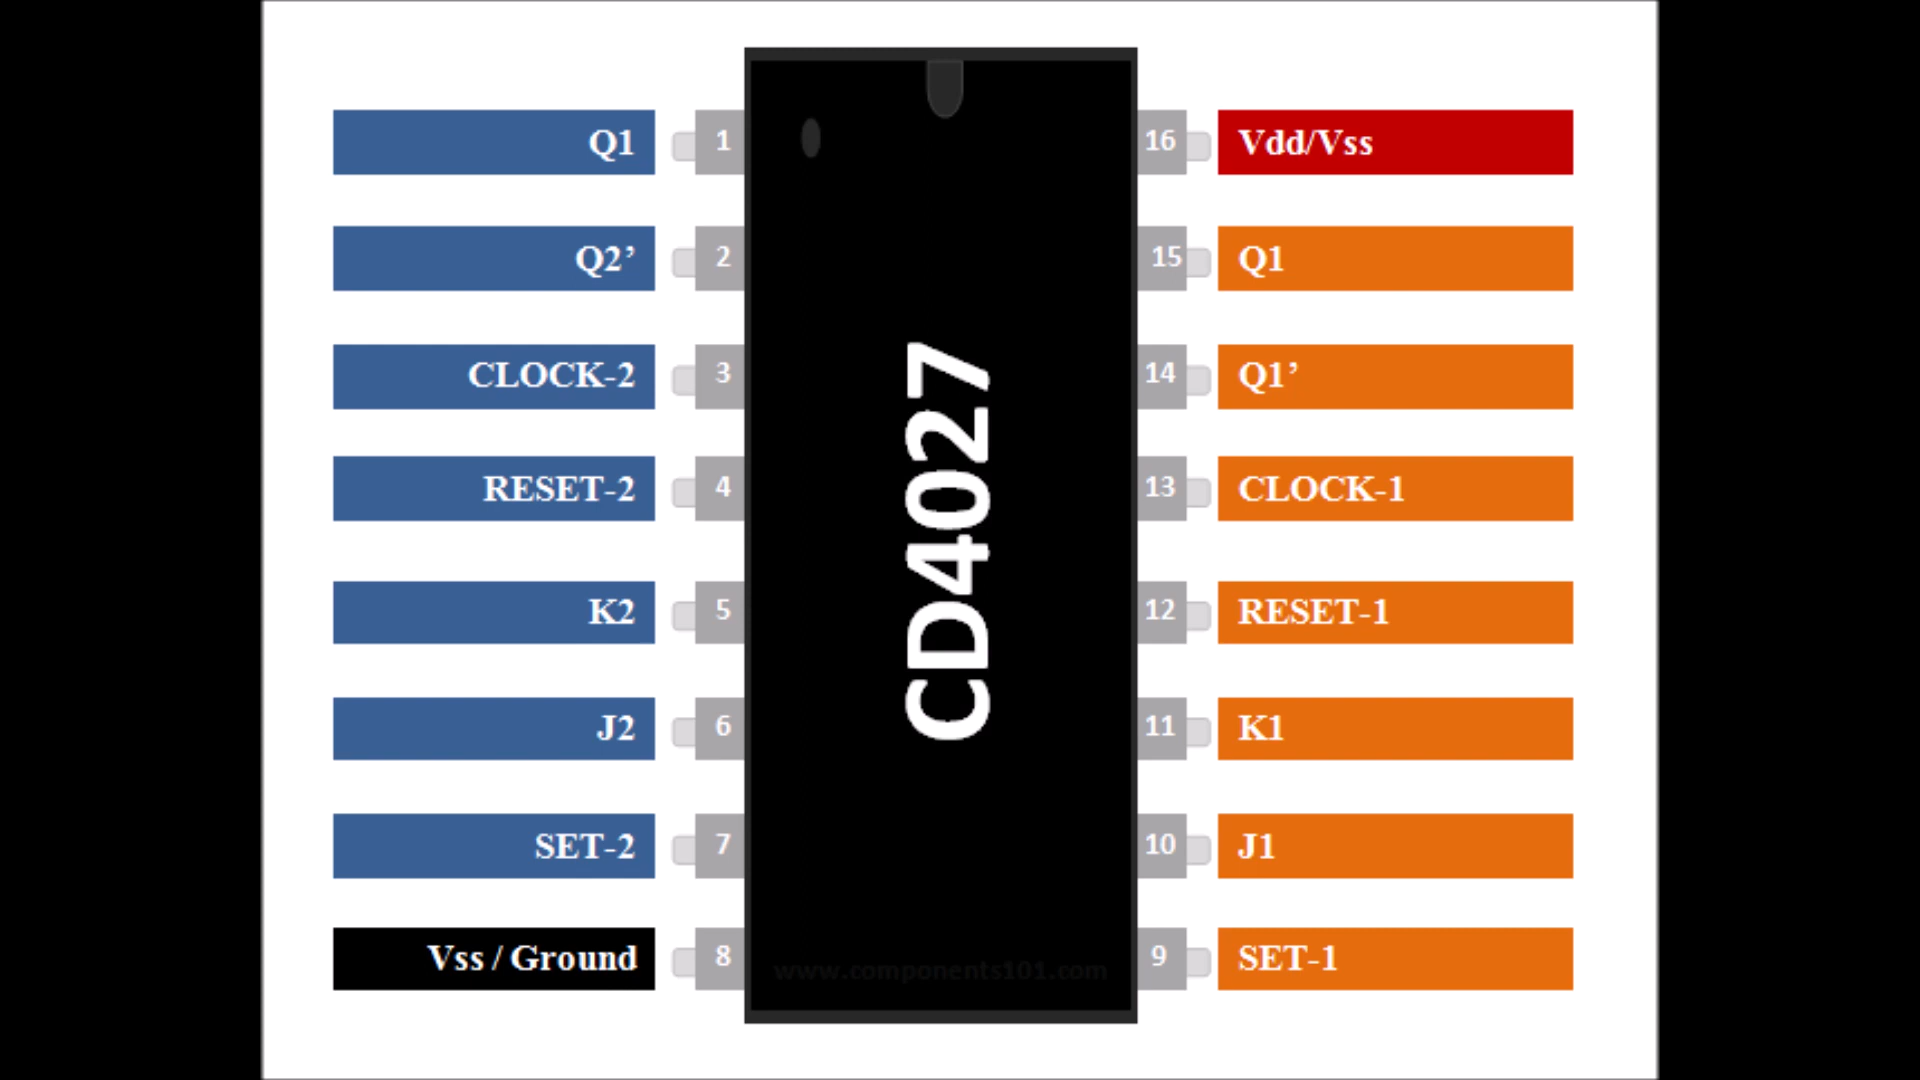 Q1 1 16 Vdd/Vss
Q2’ 2 15 Q1
CLOCK-2 3 14 Q1’
RESET-2 4 13 CLOCK-1
K2 5 12 RESET-1
J2 6 11 K1
SET-2 7 10 J1
Vss / Ground 8 9 SET-1
CD4027
www.components101.com